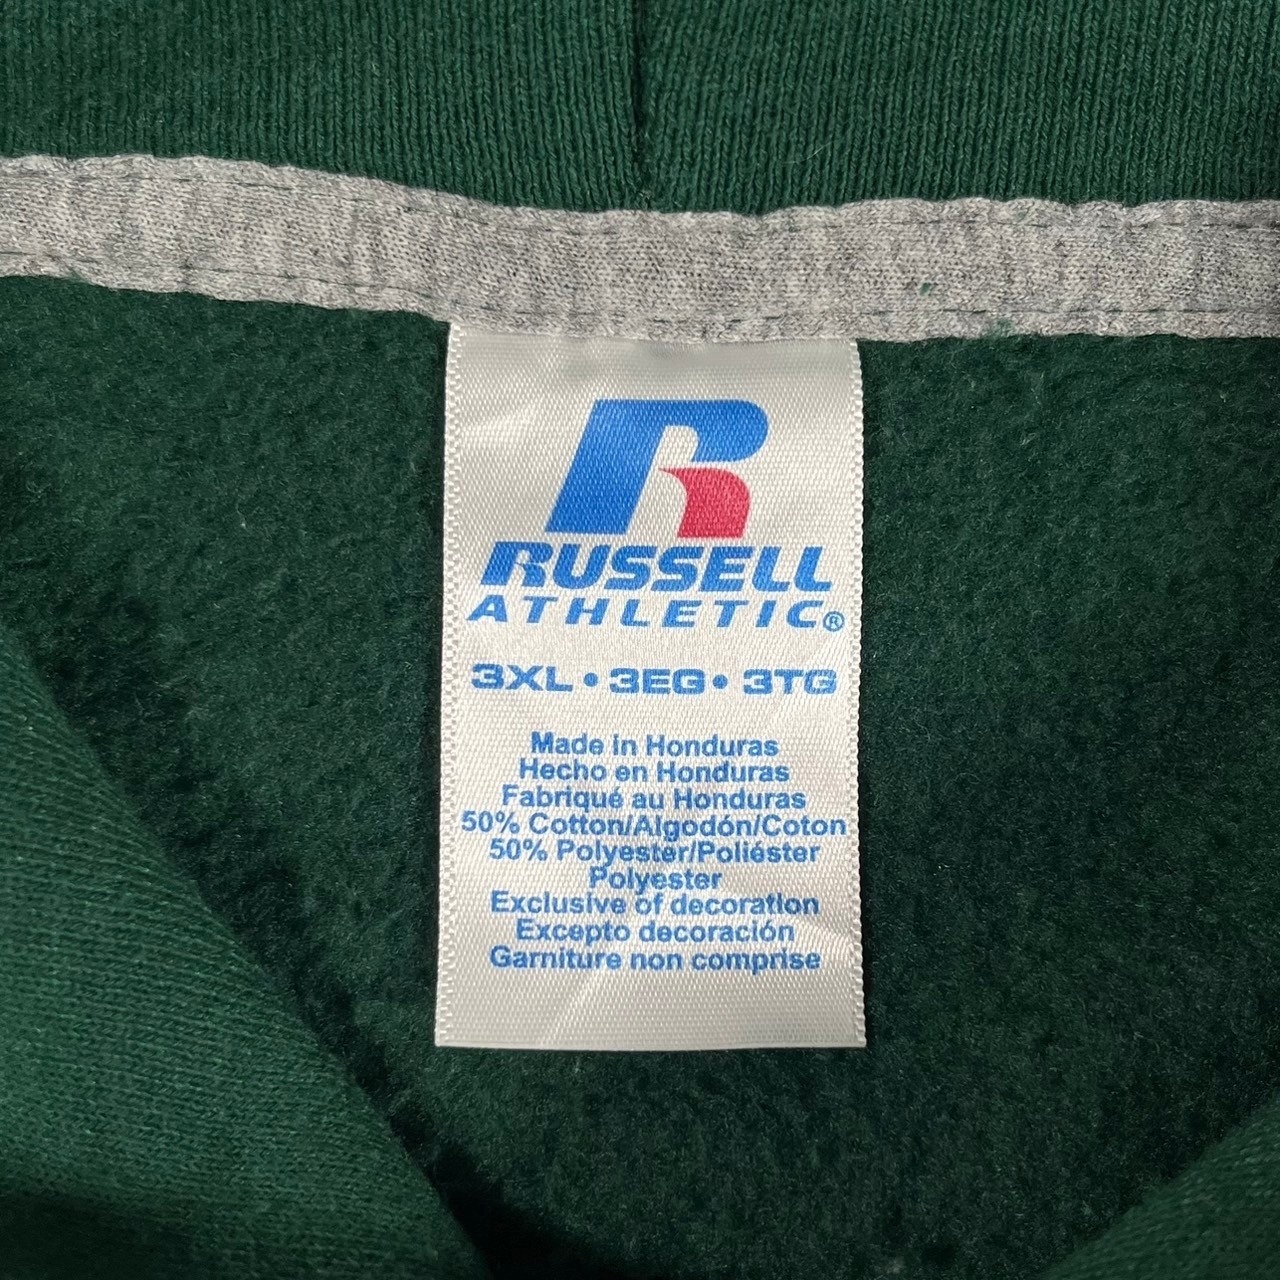 R
RUSSELL
ATHLETIC®
3XL • 3EG • 3TG
Made in Honduras
Hecho en Honduras
Fabriqué au Honduras
50% Cotton/Algodón/Coton
50% Polyester/Poliéster
Polyester
Exclusive of decoration
Excepto decoración
Garniture non comprise